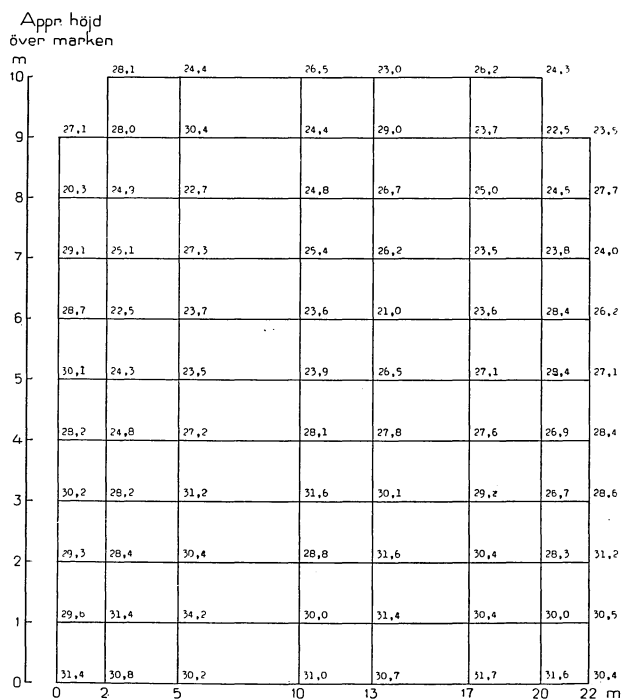 Appr. höjd
över marken
m
10 28,1 24,4 26,5 23,0 26,2 24,3
9 27,1 28,0 30,4 24,4 29,0 23,7 22,5 23,5
8 20,3 24,9 22,7 24,8 26,7 25,0 24,5 27,7
7 29,1 25,1 27,3 25,4 26,2 23,5 23,8 24,0
6 28,7 22,5 23,7 23,6 21,0 23,6 28,4 26,2
5 30,1 24,3 23,5 23,9 26,5 27,1 29,4 27,1
4 28,2 24,8 27,2 28,1 27,8 27,6 26,9 28,4
3 30,2 28,2 31,2 31,6 30,1 29,2 26,7 28,6
2 29,3 28,4 30,4 28,8 31,6 30,4 28,3 31,2
1 29,6 31,4 34,2 30,0 31,4 30,4 30,0 30,5
0 31,4 30,8 30,2 31,0 30,7 31,7 31,6 30,4
0 2 5 10 13 17 20 22 m